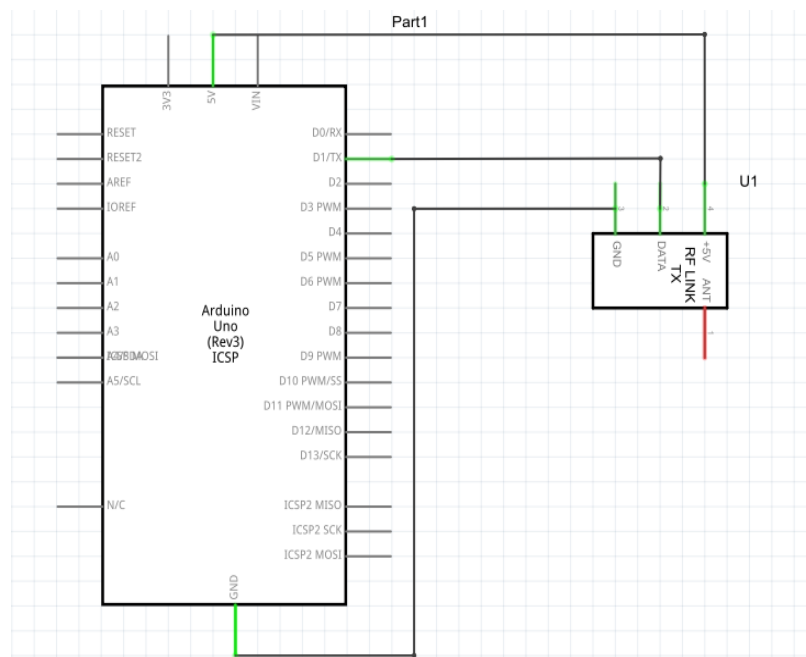 Part1
3V3
5V
VIN
RESET
RESET2
AREF
IOREF
A0
A1
A2
A3
A5/SCL
N/C
Arduino
Uno
(Rev3)
ICSP
D0/RX
D1/TX
D2
D3 PWM
D4
D5 PWM
D6 PWM
D7
D8
D9 PWM
D10 PWM/SS
D11 PWM/MOSI
D12/MISO
D13/SCK
ICSP2 MISO
ICSP2 SCK
ICSP2 MOSI
GND
U1
3
2
4
GND
DATA
+5V
RF LINK
TX
ANT
1